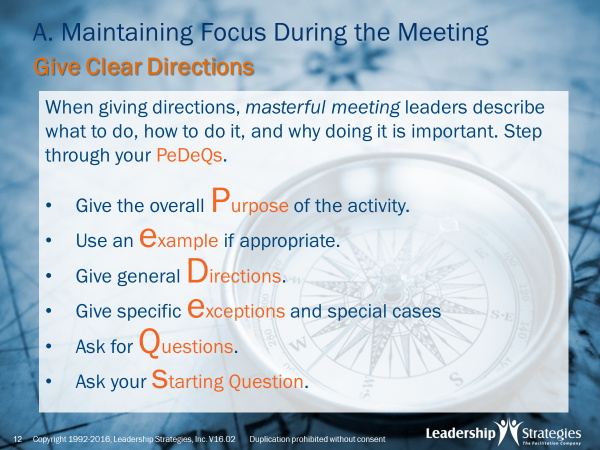 A. Maintaining Focus During the Meeting
Give Clear Directions
When giving directions, masterful meeting leaders describe
what to do, how to do it, and why doing it is important. Step
through your PeDeQs.
• Give the overall Purpose of the activity.
• Use an example if appropriate.
• Give general Directions.
• Give specific exceptions and special cases
• Ask for Questions.
• Ask your starting Question.
12 Copyright 1992-2016, Leadership Strategies, Inc. V16.02 Duplication prohibited without consent
Leadership Strategies
The Facilitation Company
W
S-W
S
S-E
E